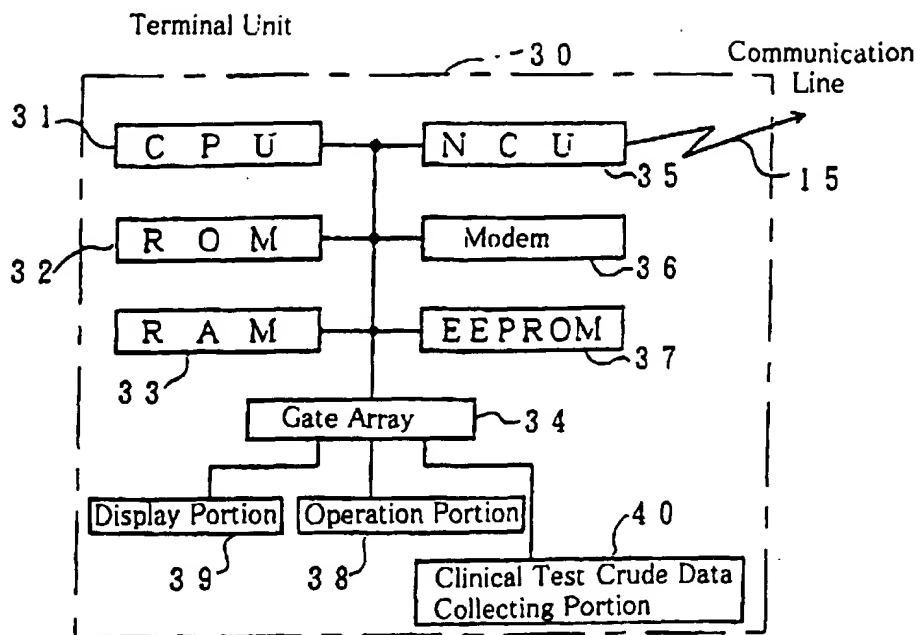 Terminal Unit
30
Communication
Line
31
CPU
NCU
35
15
32
ROM
Modem
36
RAM
33
EEPROM
37
Gate Array
34
Display Portion
39
Operation Portion
38
40
Clinical Test Crude Data
Collecting Portion